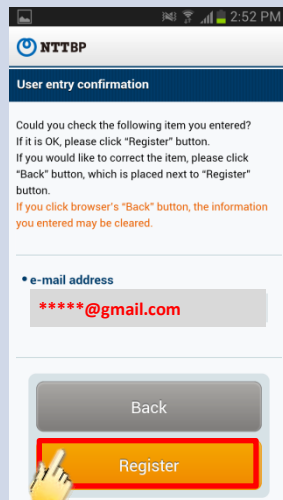 2:52 PM
NTTBP
User entry confirmation
Could you check the following item you entered?
If it is OK, please click “Register” button.
If you would like to correct the item, please click
“Back” button, which is placed next to “Register”
button.
If you click browser's “Back” button, the information
you entered may be cleared.
• e-mail address
*****@gmail.com
Back
Register